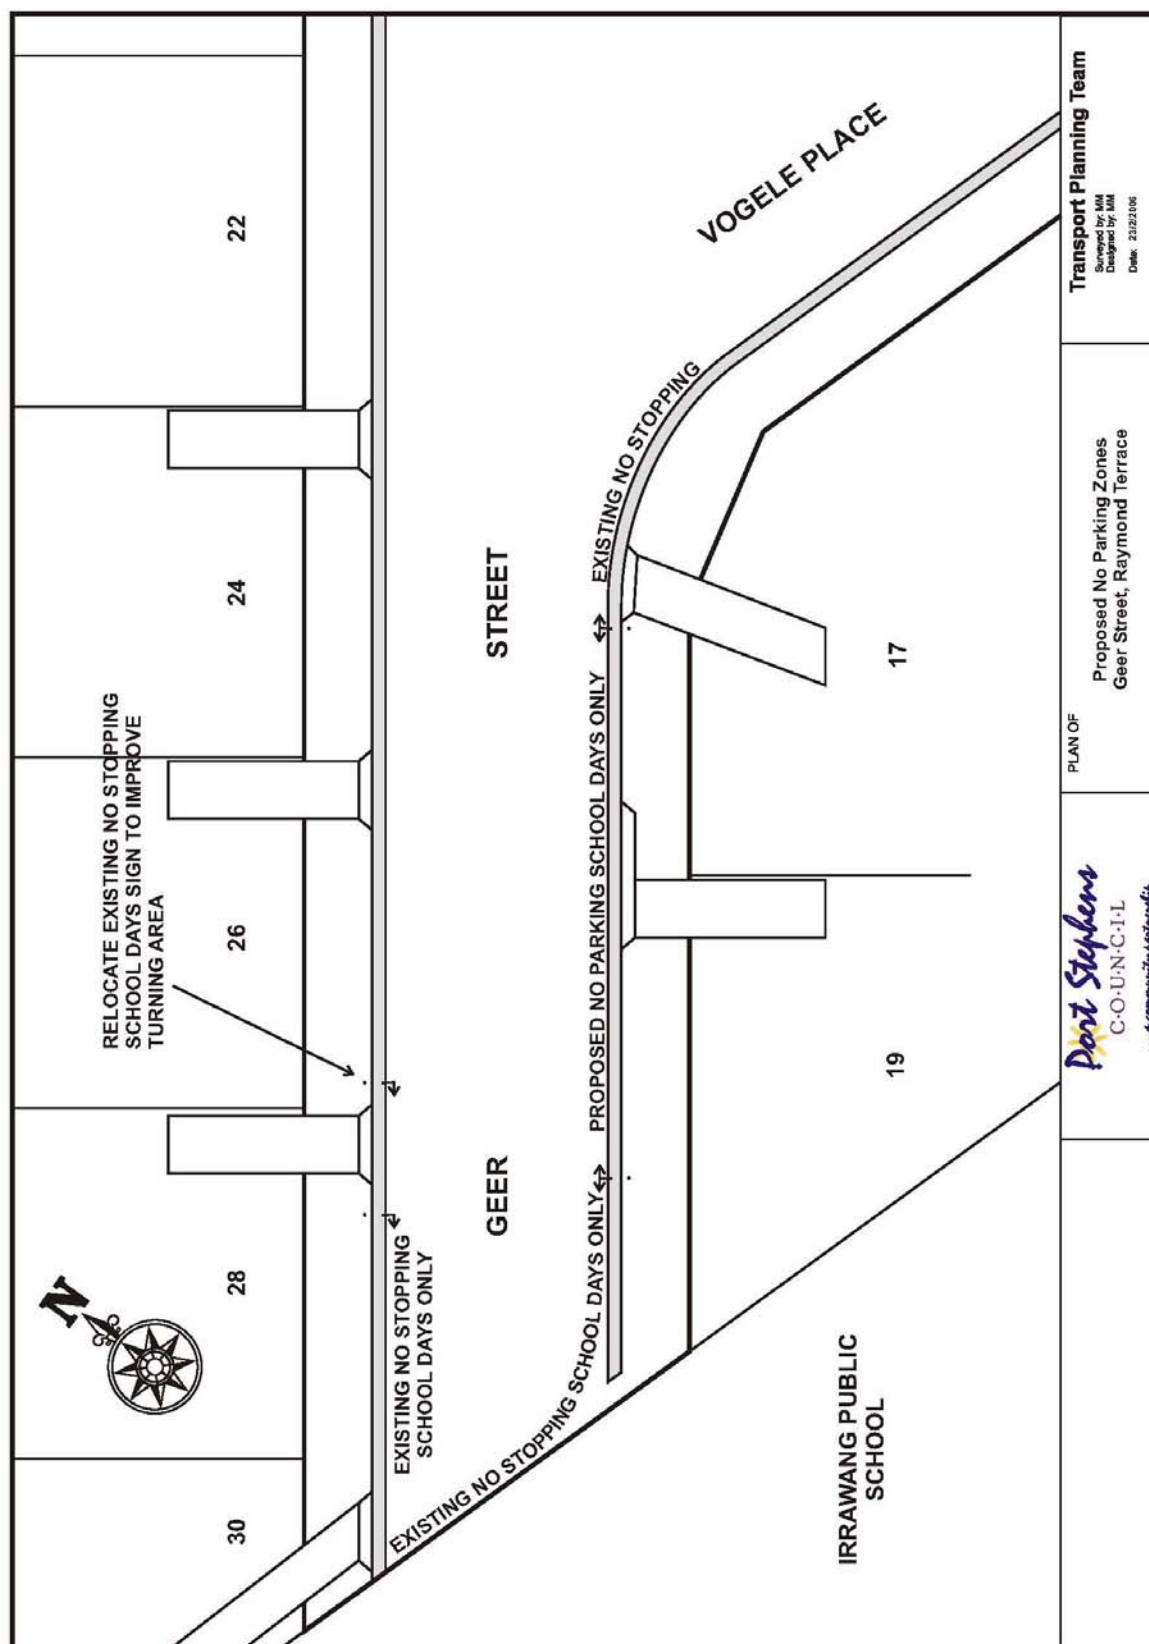 30
28
26
24
22
N
RELOCATE EXISTING NO STOPPING
SCHOOL DAYS SIGN TO IMPROVE
TURNING AREA
EXISTING NO STOPPING
SCHOOL DAYS ONLY
GEER STREET
EXISTING NO STOPPING SCHOOL DAYS ONLY
PROPOSED NO PARKING SCHOOL DAYS ONLY
EXISTING NO STOPPING
VOGELE PLACE
IRRAWANG PUBLIC
SCHOOL
19
17
Port Stephens
C·O·U·N·C·I·L
PLAN OF
Proposed No Parking Zones
Geer Street, Raymond Terrace
Transport Planning Team
Surveyed by: MM
Designed by: MM
Date: 23/2/2006